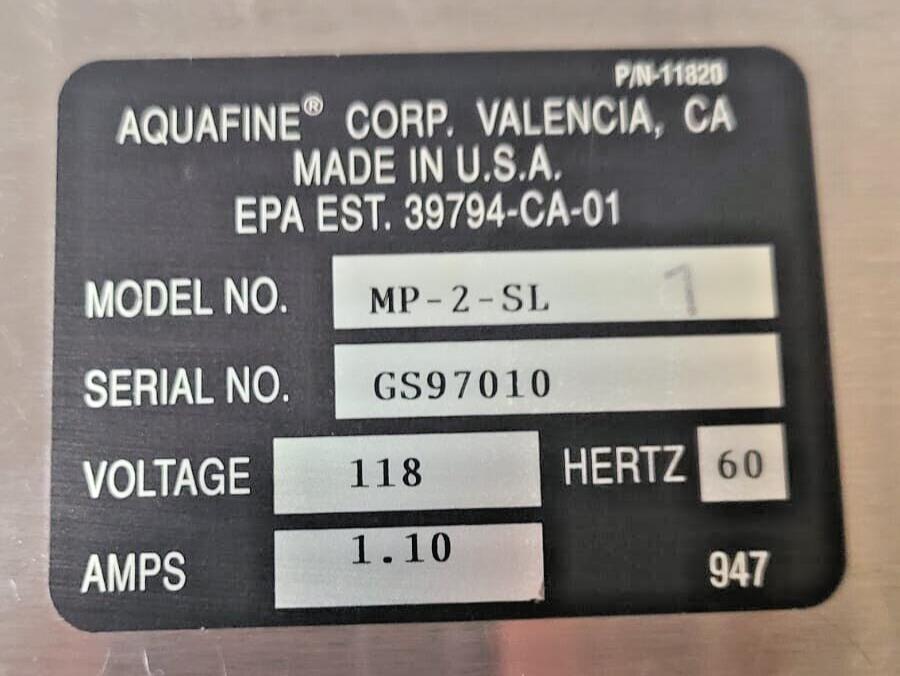 P/N-11820
AQUAFINE® CORP. VALENCIA, CA
MADE IN U.S.A.
EPA EST. 39794-CA-01
MODEL NO. MP-2-SL 1
SERIAL NO. GS97010
VOLTAGE 118 HERTZ 60
AMPS 1.10 947